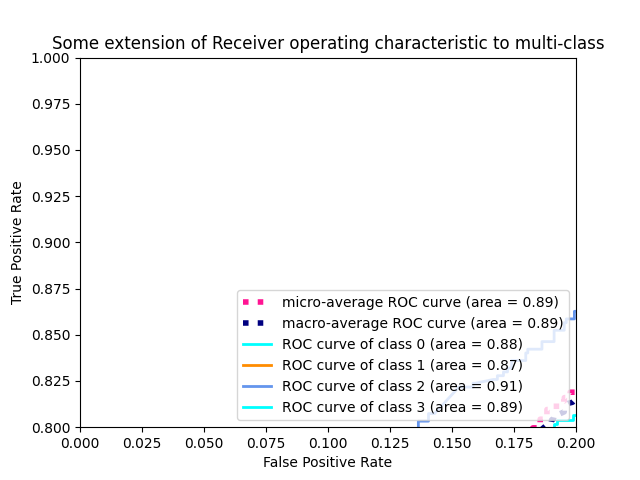 Some extension of Receiver operating characteristic to multi-class
1.000
0.975
0.950
0.925
0.900
0.875
0.850
0.825
0.800
True Positive Rate
micro-average ROC curve (area = 0.89)
macro-average ROC curve (area = 0.89)
ROC curve of class 0 (area = 0.88)
ROC curve of class 1 (area = 0.87)
ROC curve of class 2 (area = 0.91)
ROC curve of class 3 (area = 0.89)
0.000 0.025 0.050 0.075 0.100 0.125 0.150 0.175 0.200
False Positive Rate